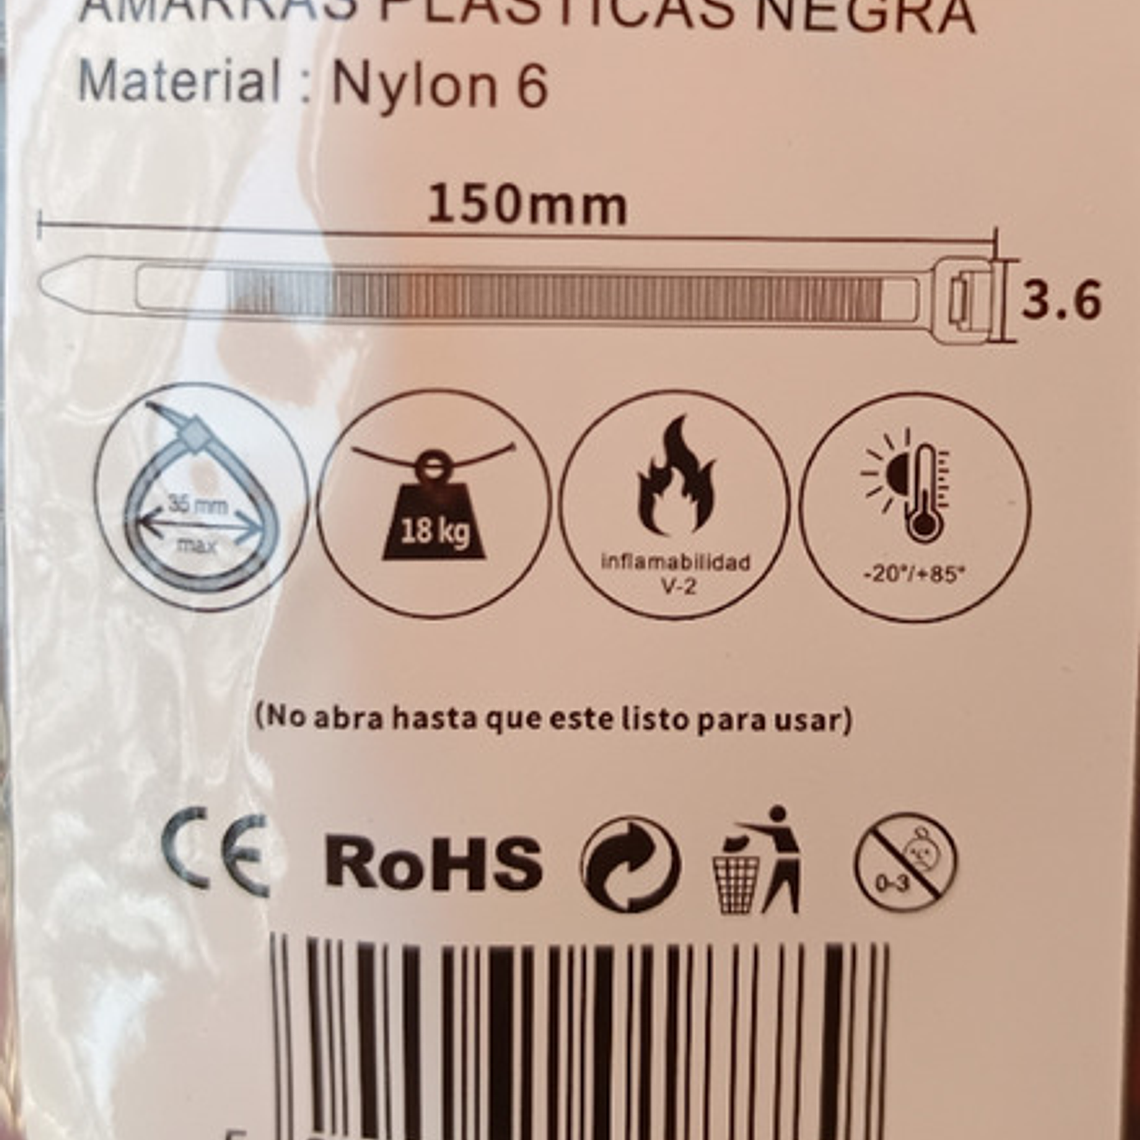 AMARRAS PLASTICAS NEGRA
Material : Nylon 6
150mm
3.6
35 mm
max
18 kg
inflamabilidad
V-2
-20°/+85°
(No abra hasta que este listo para usar)
CE RoHS
0-3